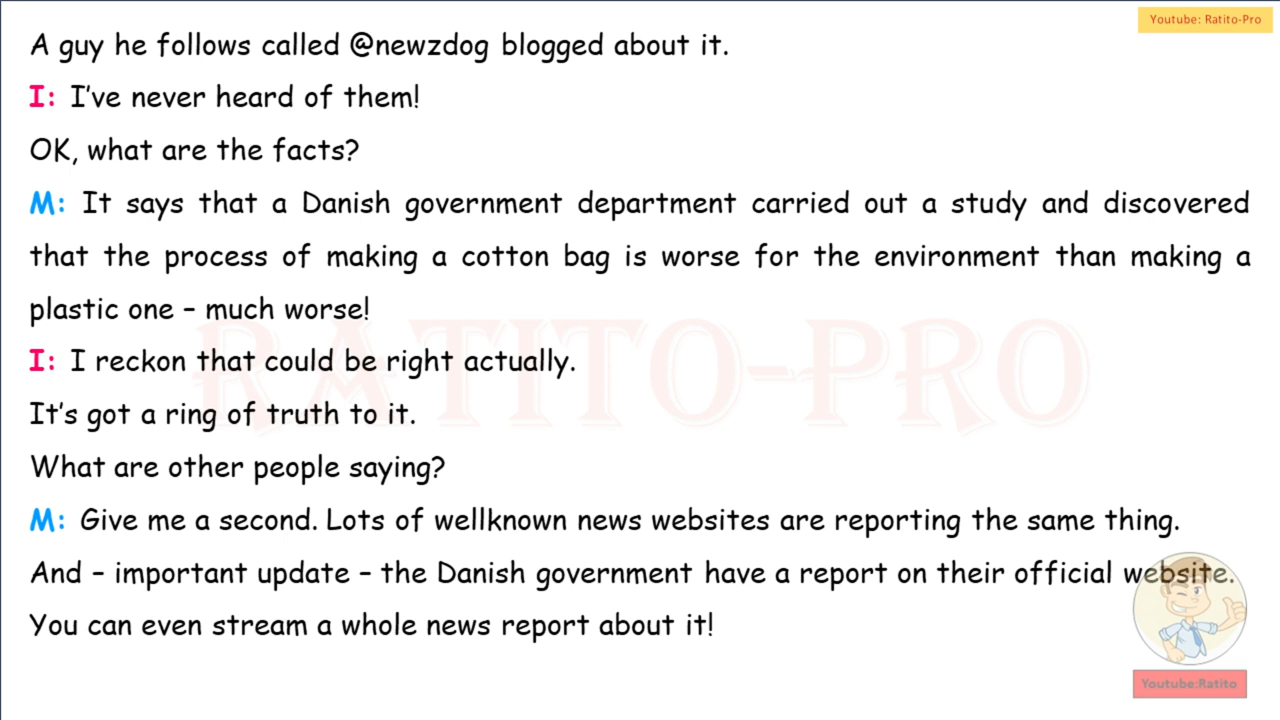 Youtube: Ratito-Pro
A guy he follows called @newzdog blogged about it.
I: I've never heard of them!
OK, what are the facts?
M: It says that a Danish government department carried out a study and discovered
that the process of making a cotton bag is worse for the environment than making a
plastic one – much worse!
I: I reckon that could be right actually.
It's got a ring of truth to it.
What are other people saying?
M: Give me a second. Lots of wellknown news websites are reporting the same thing.
And – important update – the Danish government have a report on their official website.
You can even stream a whole news report about it!
RATITO-PRO
Youtube:Ratito